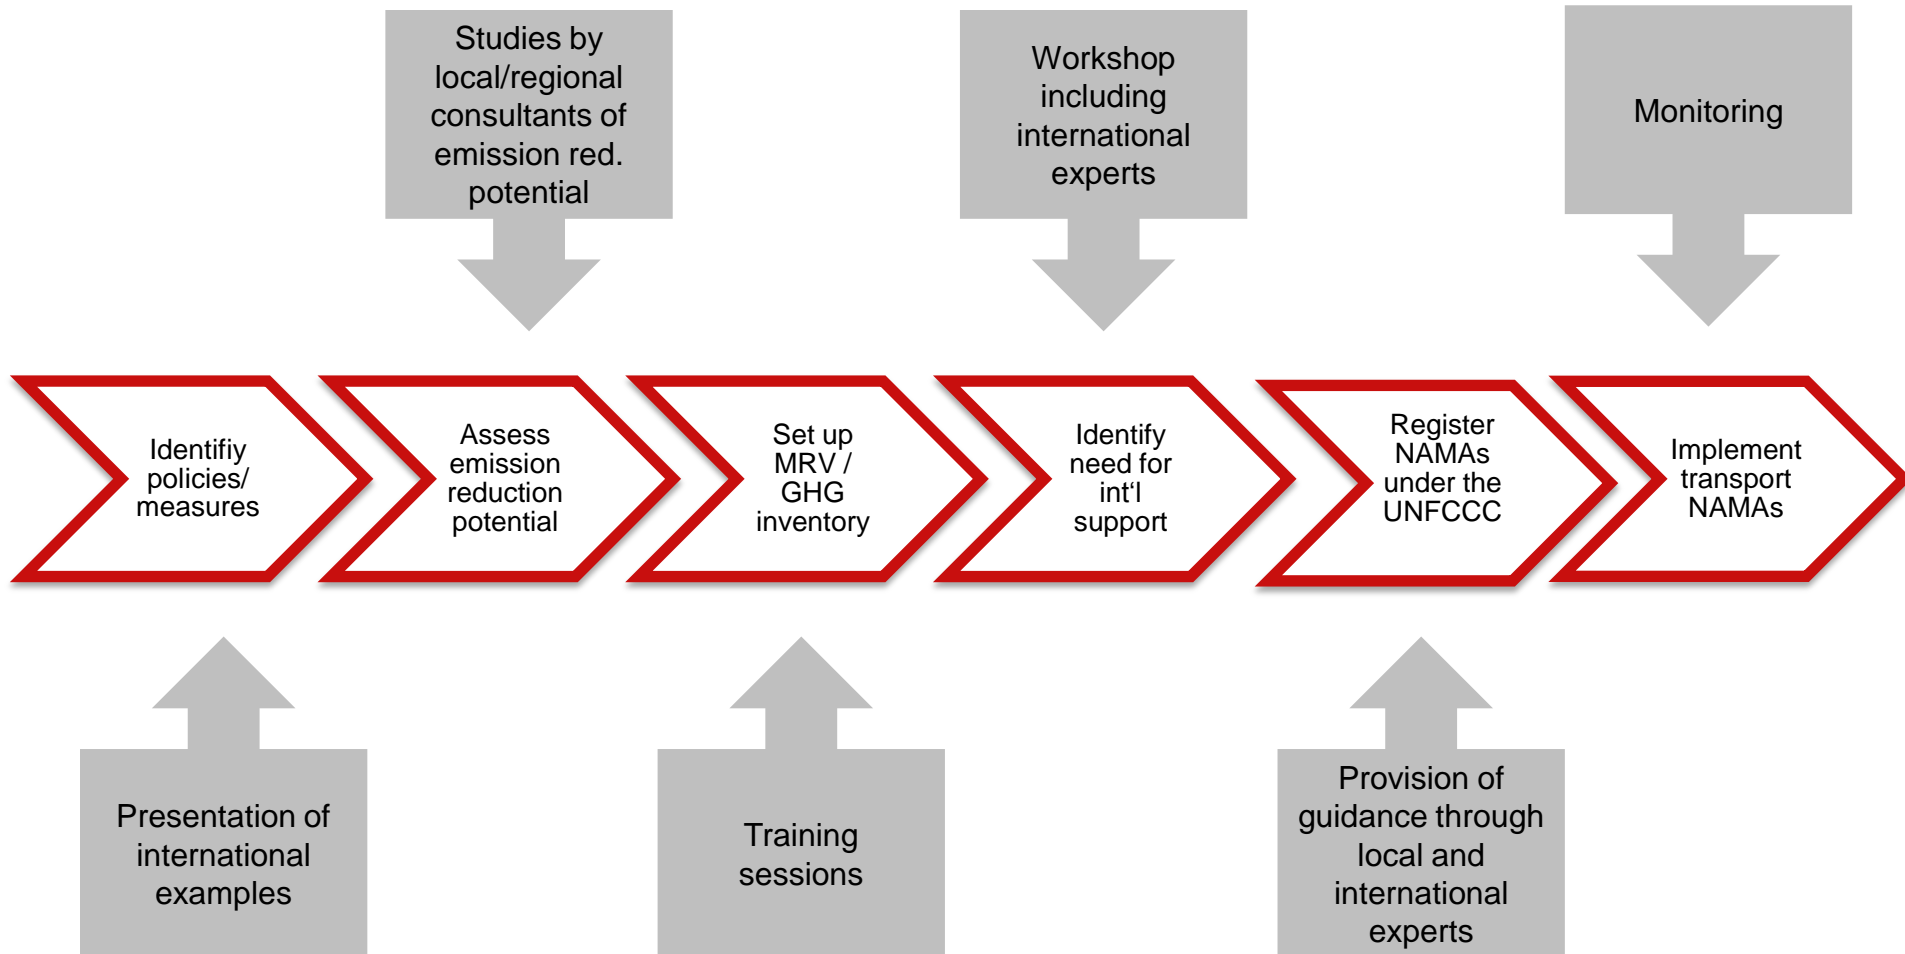 Studies by
local/regional
consultants of
emission red.
potential
Workshop
including
international
experts
Monitoring
Identifiy
policies/
measures
Assess
emission
reduction
potential
Set up
MRV /
GHG
inventory
Identify
need for
int‘l
support
Register
NAMAs
under the
UNFCCC
Implement
transport
NAMAs
Presentation of
international
examples
Training
sessions
Provision of
guidance through
local and
international
experts